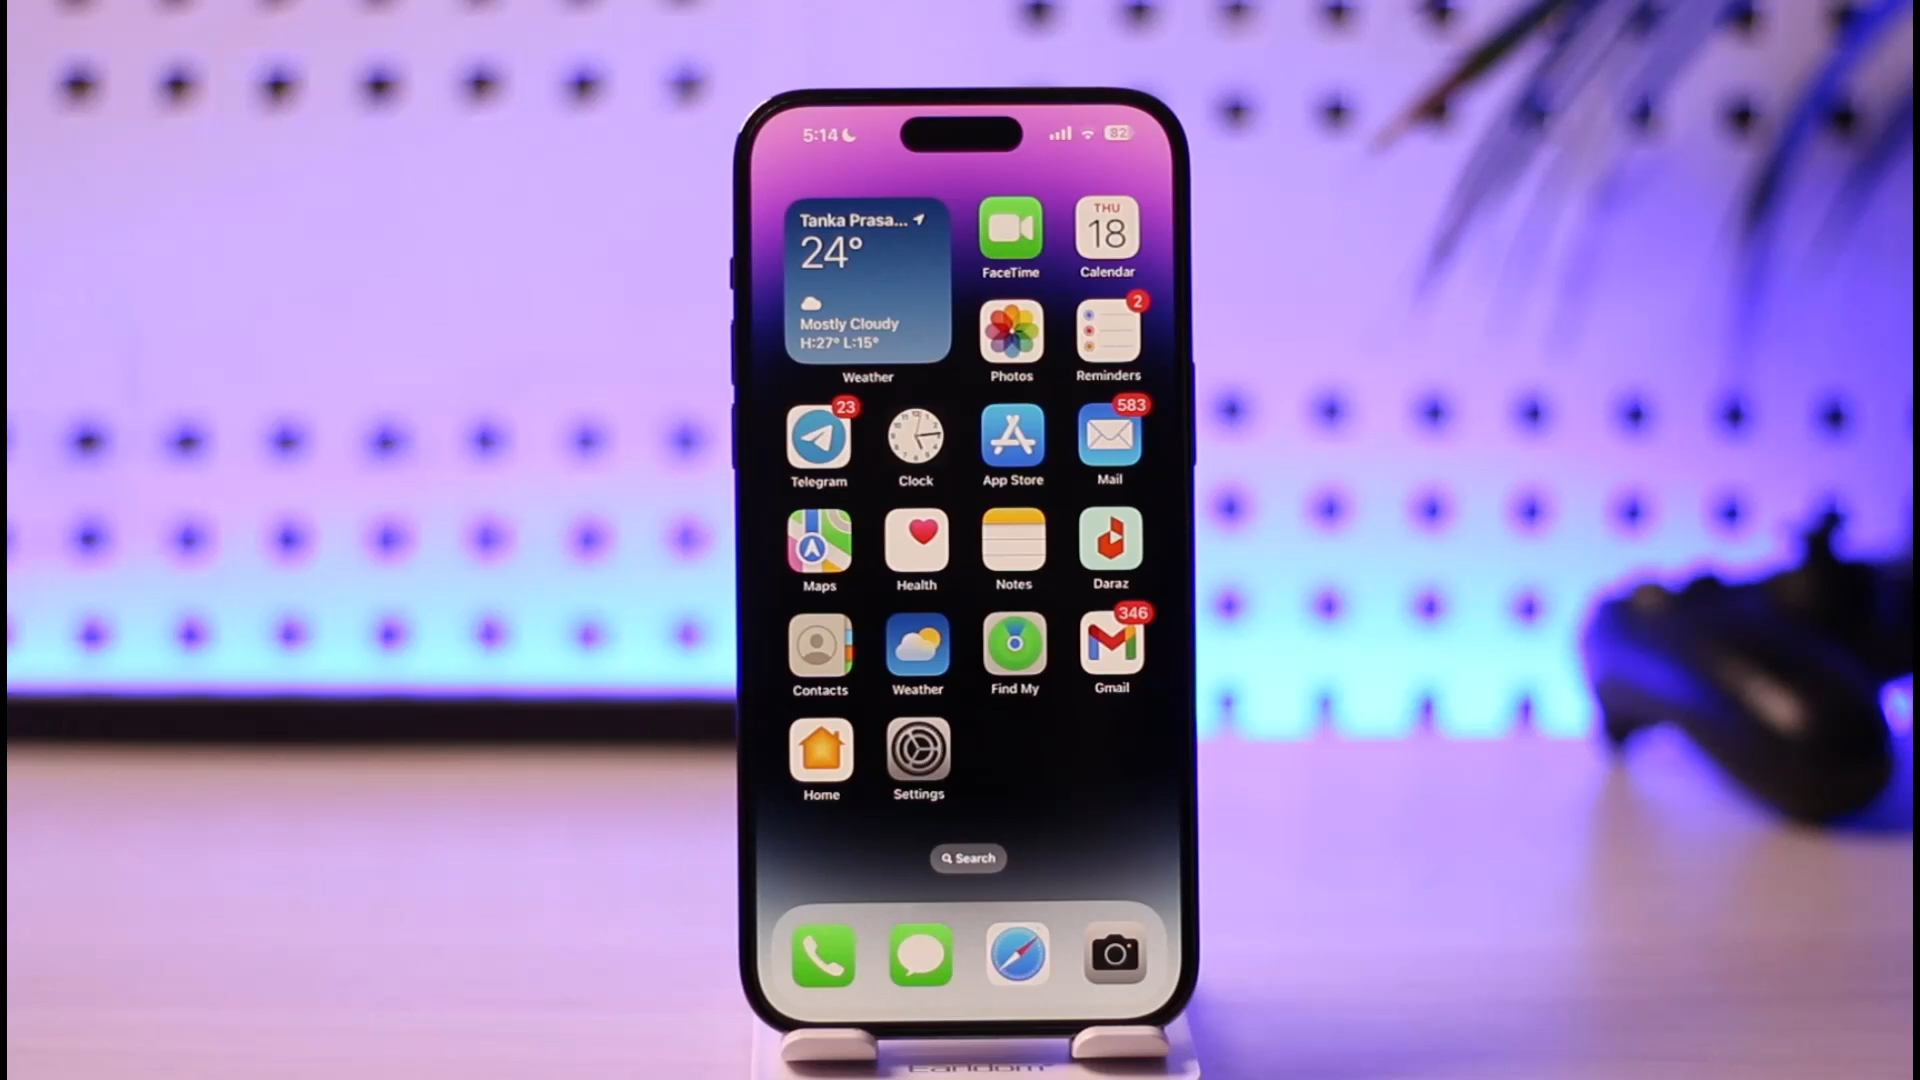 5:14
82
Tanka Prasa...
24°
Mostly Cloudy
H:27° L:15°
Weather
FaceTime
THU
18
Calendar
Photos
2
Reminders
23
Telegram
Clock
App Store
583
Mail
Maps
Health
Notes
Daraz
Contacts
Weather
Find My
346
Gmail
Home
Settings
Search
Earldom